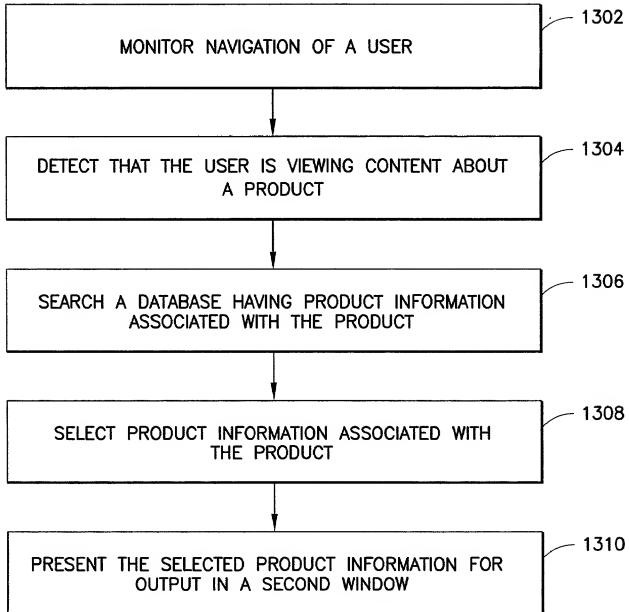 1302
MONITOR NAVIGATION OF A USER
1304
DETECT THAT THE USER IS VIEWING CONTENT ABOUT
A PRODUCT
1306
SEARCH A DATABASE HAVING PRODUCT INFORMATION
ASSOCIATED WITH THE PRODUCT
1308
SELECT PRODUCT INFORMATION ASSOCIATED WITH
THE PRODUCT
1310
PRESENT THE SELECTED PRODUCT INFORMATION FOR
OUTPUT IN A SECOND WINDOW